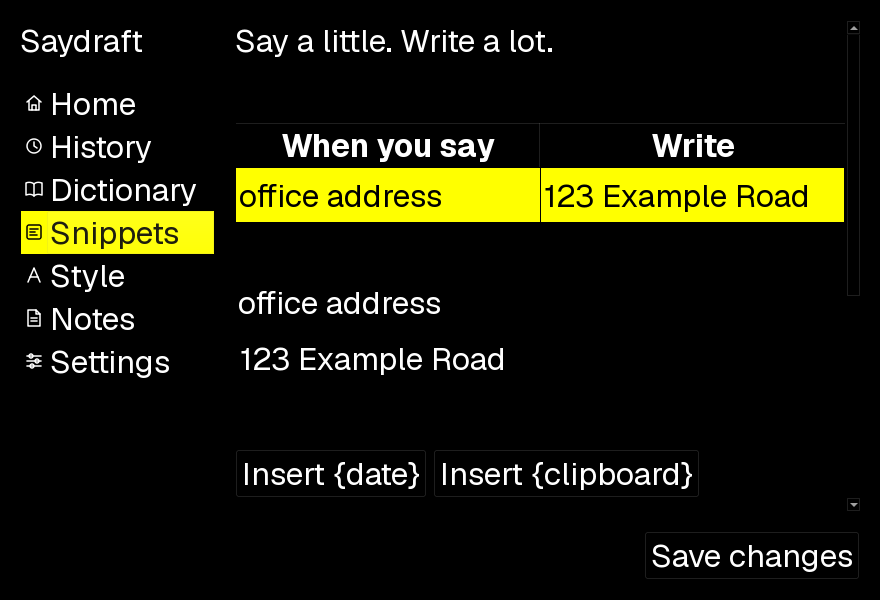 Saydraft
Home
History
Dictionary
Snippets
Style
Notes
Settings
Say a little. Write a lot.
When you say Write
office address 123 Example Road
office address
123 Example Road
Insert {date} Insert {clipboard}
Save changes